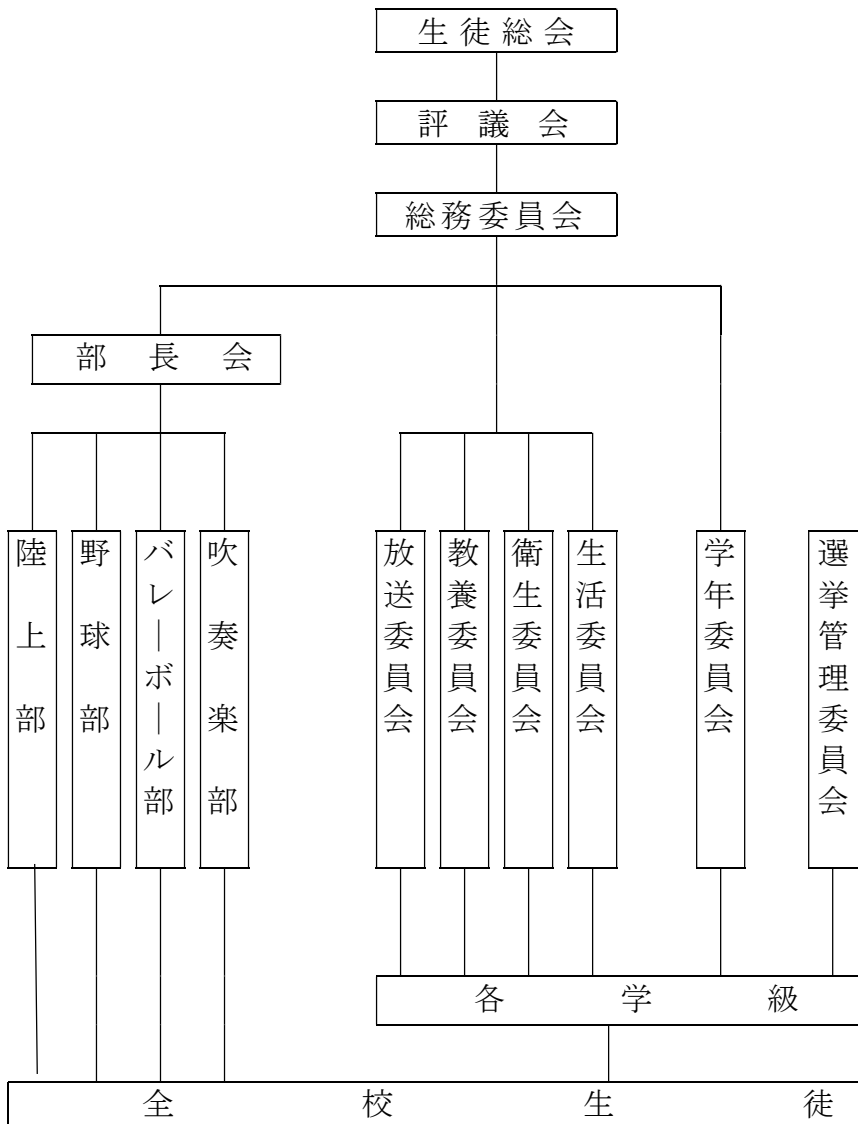 生徒総会
評議会
総務委員会
部長会
陸上部
野球部
バレーボール部
吹奏楽部
放送委員会
教養委員会
衛生委員会
生活委員会
学年委員会
選挙管理委員会
各学級
全校生徒